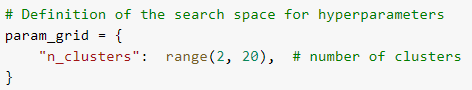 # Definition of the search space for hyperparameters
param_grid = {
    "n_clusters":  range(2, 20),  # number of clusters
}